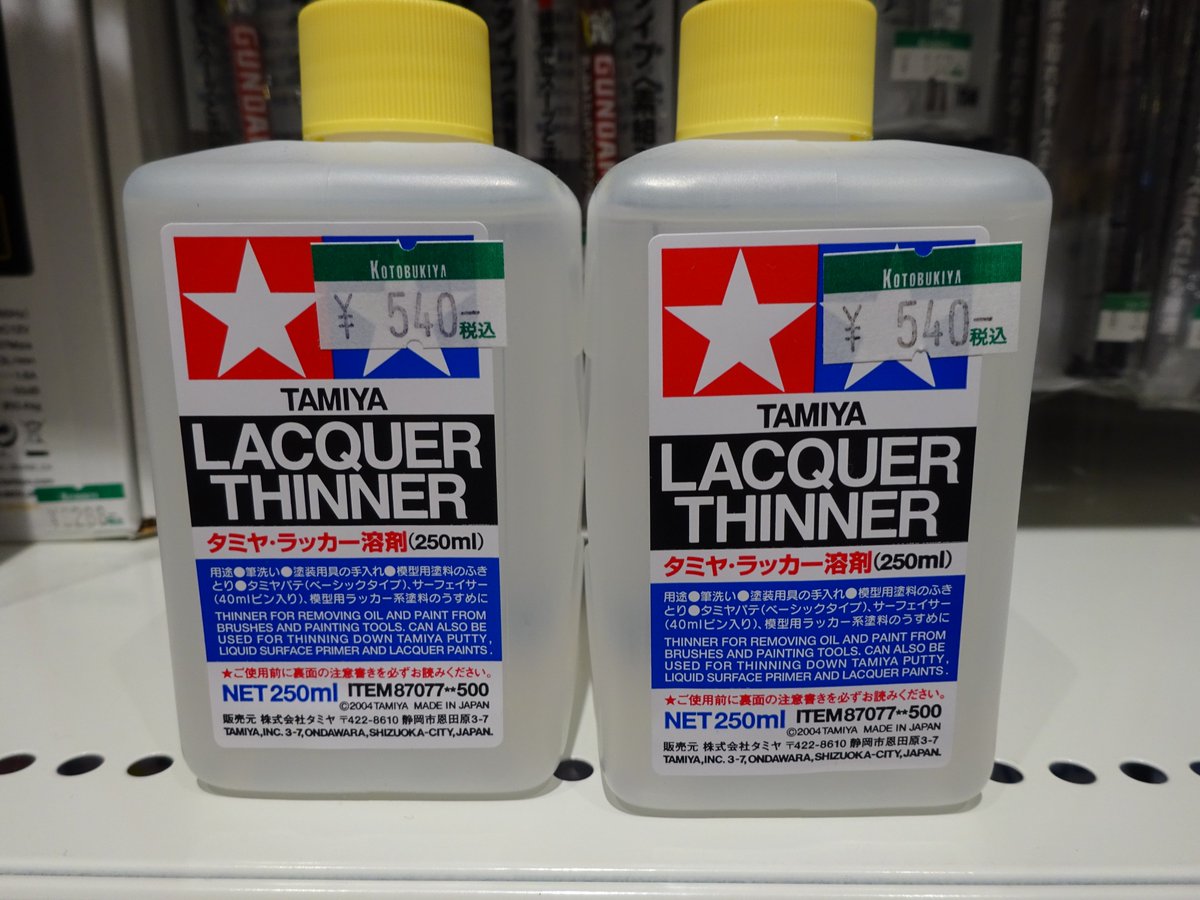 GUNDAM
GUNDAM
KOTOBUKIYA
¥ 540-
税込
TAMIYA
LACQUER
THINNER
タミヤ・ラッカー溶剤(250ml)
用途●筆洗い●塗装用具の手入れ●模型用塗料のふき
とり●タミヤパテ(ベーシックタイプ)、サーフェイサー
(40mlビン入り)、模型用ラッカー系塗料のうすめに
THINNER FOR REMOVING OIL AND PAINT FROM
BRUSHES AND PAINTING TOOLS. CAN ALSO BE
USED FOR THINNING DOWN TAMIYA PUTTY,
LIQUID SURFACE PRIMER AND LACQUER PAINTS.
★ご使用前に裏面の注意書きを必ずお読みください。
NET 250ml ITEM 87077**500
©2004 TAMIYA MADE IN JAPAN
販売元 株式会社タミヤ 〒422-8610 静岡市恩田原3-7
TAMIYA, INC. 3-7, ONDAWARA, SHIZUOKA-CITY, JAPAN.
KOTOBUKIYA
¥ 540-
税込
TAMIYA
LACQUER
THINNER
タミヤ・ラッカー溶剤(250ml)
用途●筆洗い●塗装用具の手入れ●模型用塗料のふき
とり●タミヤパテ(ベーシックタイプ)、サーフェイサー
(40mlビン入り)、模型用ラッカー系塗料のうすめに
THINNER FOR REMOVING OIL AND PAINT FROM
BRUSHES AND PAINTING TOOLS. CAN ALSO BE
USED FOR THINNING DOWN TAMIYA PUTTY,
LIQUID SURFACE PRIMER AND LACQUER PAINTS.
★ご使用前に裏面の注意書きを必ずお読みください。
NET 250ml ITEM 87077**500
©2004 TAMIYA MADE IN JAPAN
販売元 株式会社タミヤ 〒422-8610 静岡市恩田原3-7
TAMIYA, INC. 3-7, ONDAWARA, SHIZUOKA-CITY, JAPAN.